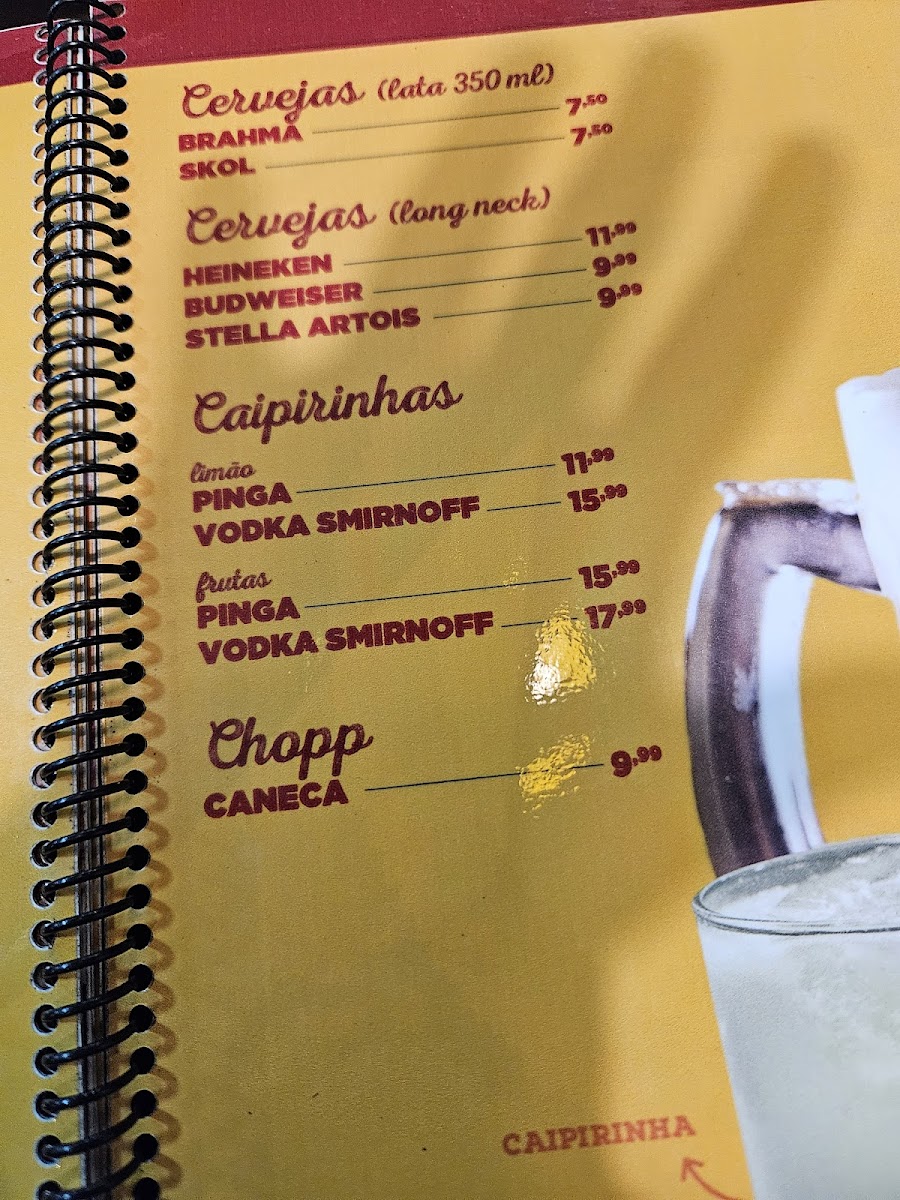 Cervejas (lata 350 ml)
BRAHMA 7,50
SKOL 7,50
Cervejas (long neck)
HEINEKEN 11,99
BUDWEISER 9,99
STELLA ARTOIS 9,99
Caipirinhas
limão
PINGA 11,99
VODKA SMIRNOFF 15,99
frutas
PINGA 15,99
VODKA SMIRNOFF 17,99
Chopp
CANECA 9,99
CAIPIRINHA